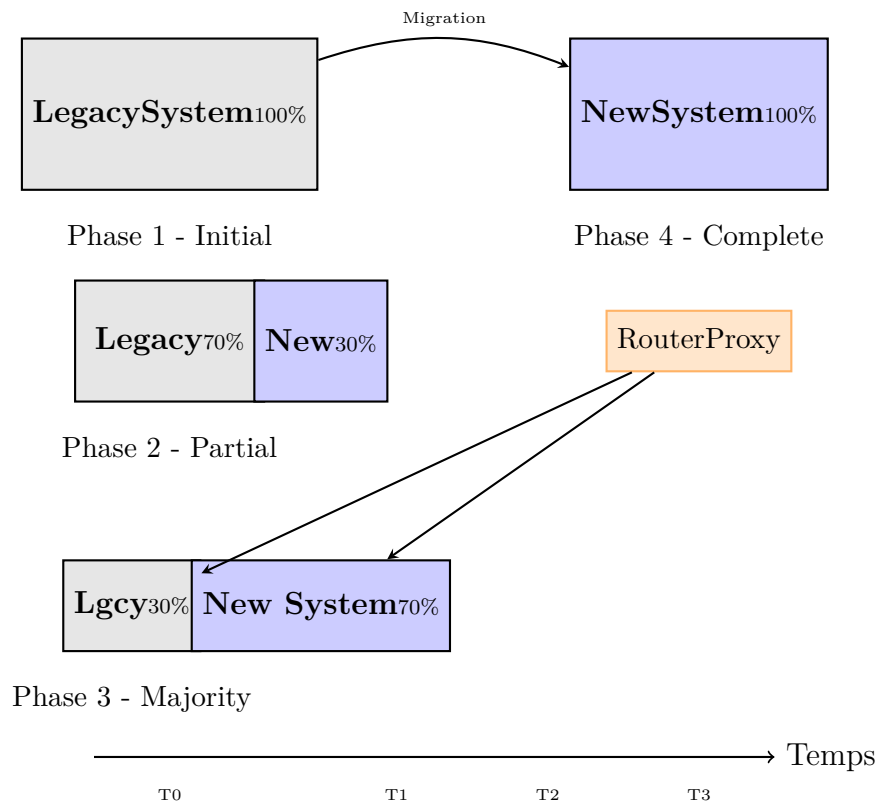 Migration
LegacySystem100%
NewSystem100%
Phase 1 - Initial
Phase 4 - Complete
Legacy70%
New30%
RouterProxy
Phase 2 - Partial
Lgcy30%
New System70%
Phase 3 - Majority
Temps
T0
T1
T2
T3